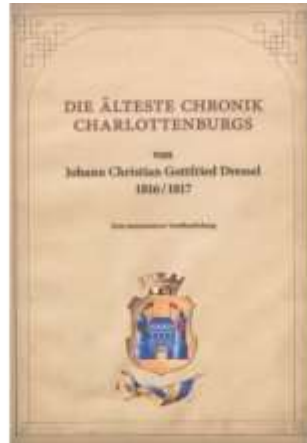 DIE ÄLTESTE CHRONIK
CHARLOTTENBURGS
von
Johann Christian Gottfried Dressel
1816/1817